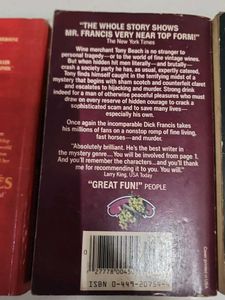 "THE WHOLE STORY SHOWS
MR. FRANCIS VERY NEAR TOP FORM!"
The New York Times
Wine merchant Tony Beach is no stranger to
personal tragedy—or to the world of fine vintage wines.
But when hidden hit men literally—and brutally—
crash a society party he has, as usual, expertly catered,
Tony finds himself caught in the terrifying midst of a
mystery that begins with sham scotch and counterfeit claret
and escalates to hijacking and murder. Strong drink
indeed for a man of otherwise peaceful pleasures who must
draw on every reserve of hidden courage to crack a
sophisticated scam and to save many lives—
especially his own.
Once again the incomparable Dick Francis has
his millions of fans on a nonstop romp of fine living,
fast horses—and murder.
"Absolutely brilliant. He's the best writer in the
mystery genre...You will be involved from page 1.
And you'll remember the characters...and you'll thank
me for recommending it to you. You will."
Larry King, USA Today
"GREAT FUN!" PEOPLE
ISBN 0-449-20754-